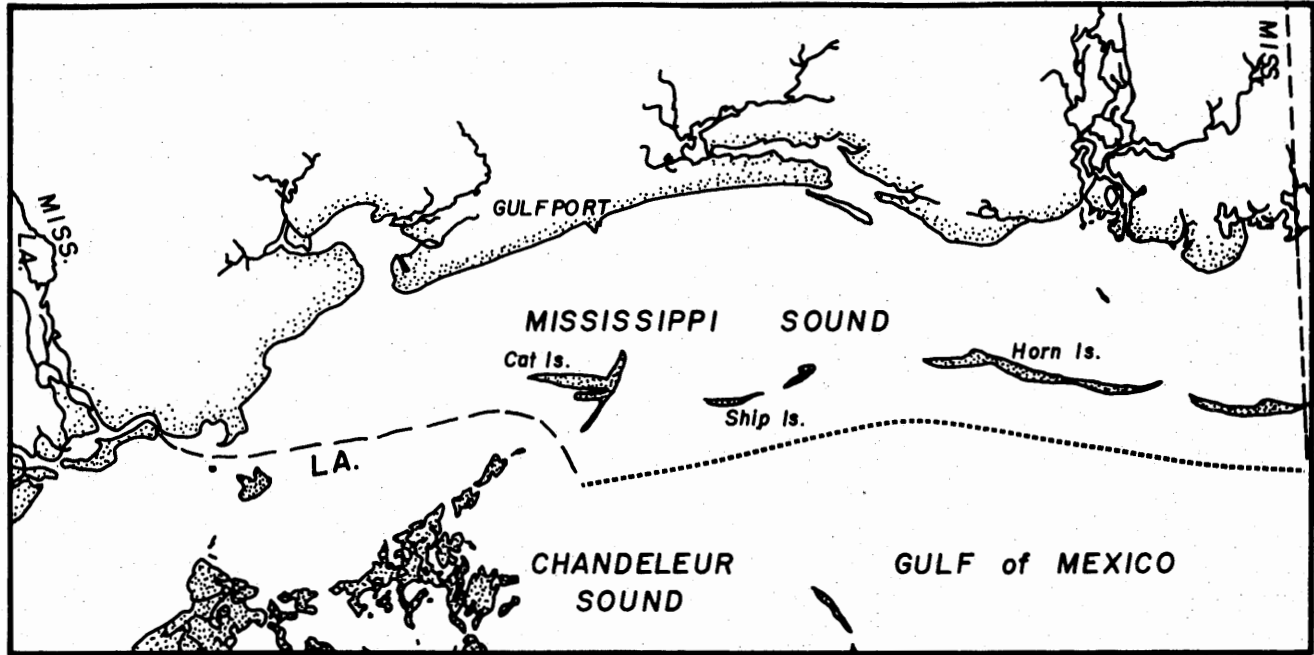 MISS.
MISS.
LA.
GULFPORT
MISSISSIPPI SOUND
Cat Is.
Horn Is.
Ship Is.
LA.
CHANDELEUR
SOUND
GULF of MEXICO